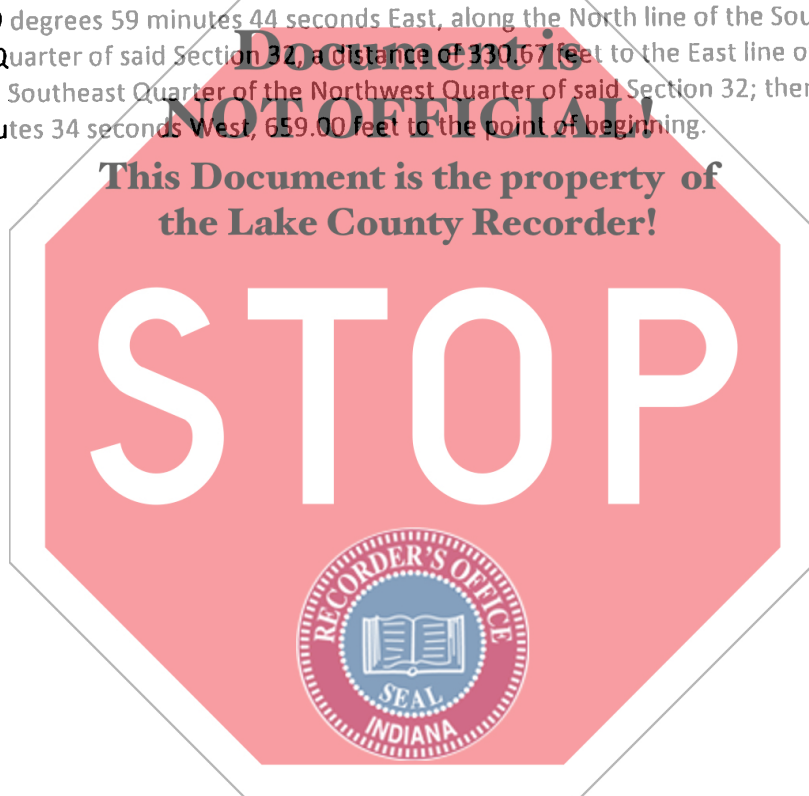 degrees 59 minutes 44 seconds East, along the North line of the Sou
Quarter of said Section 32, a distance of 330.67 feet to the East line o
Southeast Quarter of the Northwest Quarter of said Section 32; ther
utes 34 seconds West, 659.00 feet to the point of beginning.
Document is
NOT OFFICIAL!
This Document is the property of
the Lake County Recorder!
STOP
RECORDER'S OFFICE
SEAL
INDIANA